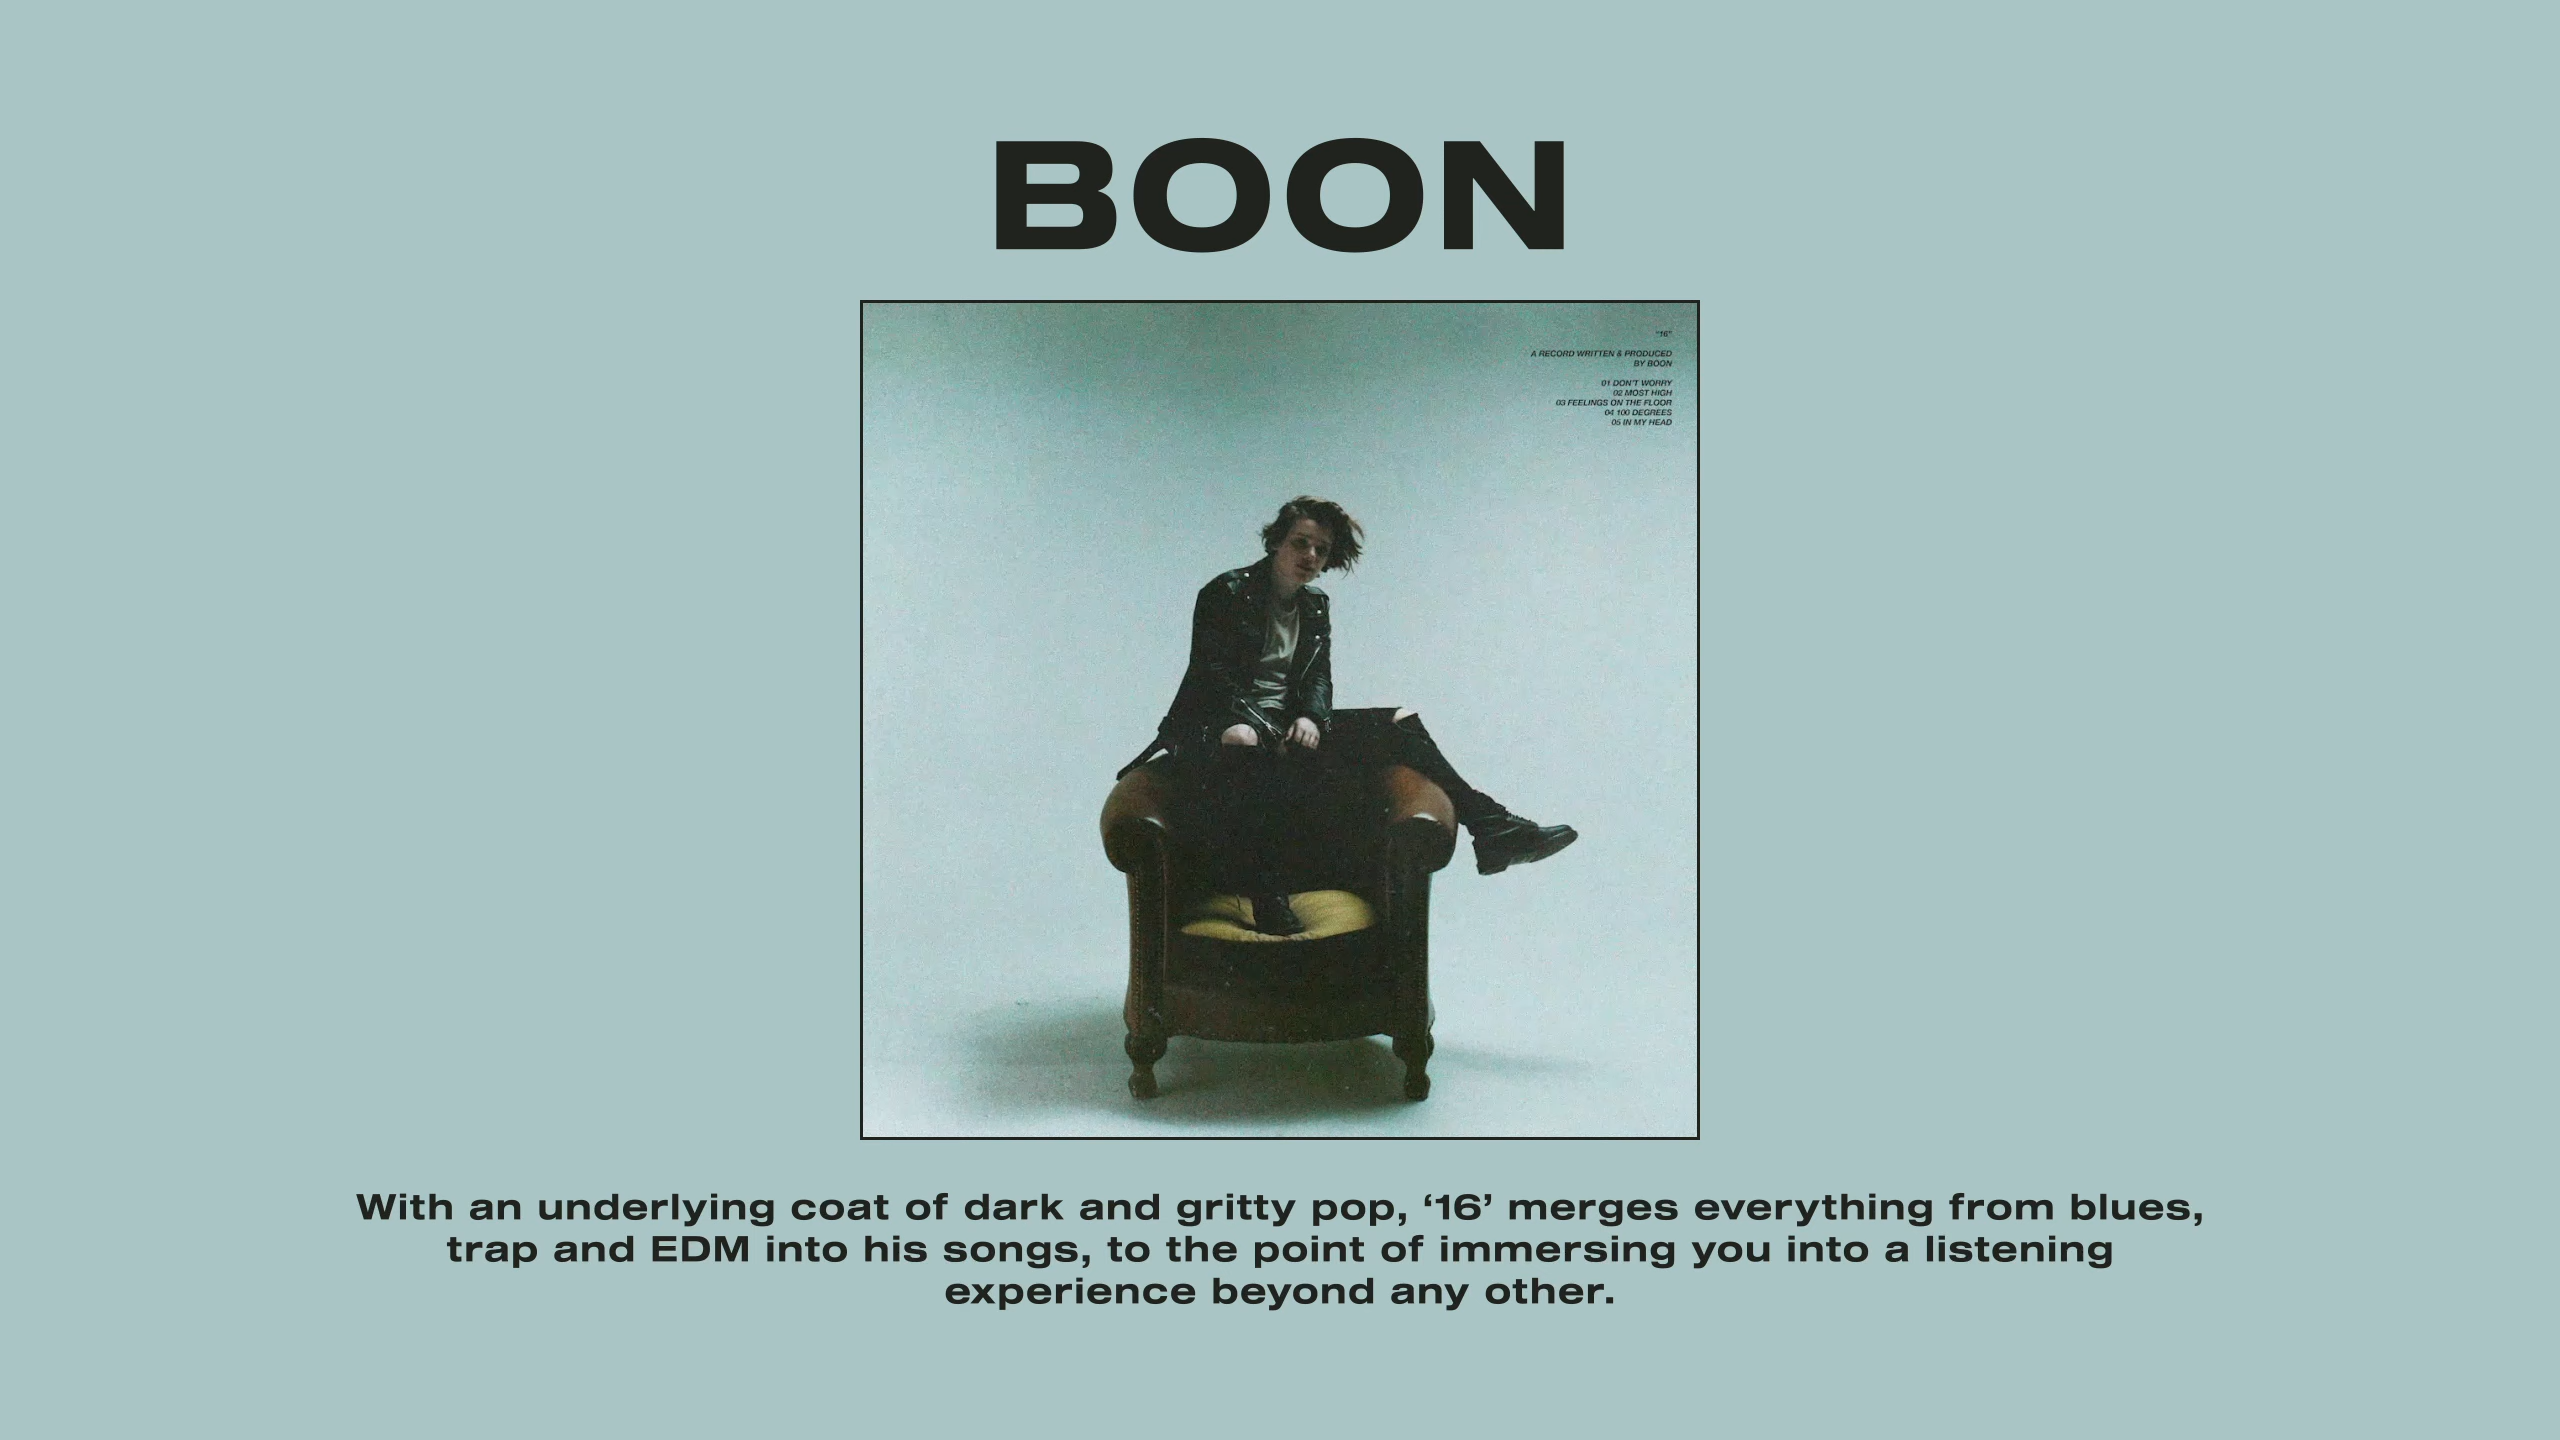 BOON
"16"
A RECORD WRITTEN & PRODUCED
BY BOON
01 DON'T WORRY
02 MOST HIGH
03 FEELINGS ON THE FLOOR
04 100 DEGREES
05 IN MY HEAD
With an underlying coat of dark and gritty pop, ‘16’ merges everything from blues,
trap and EDM into his songs, to the point of immersing you into a listening
experience beyond any other.